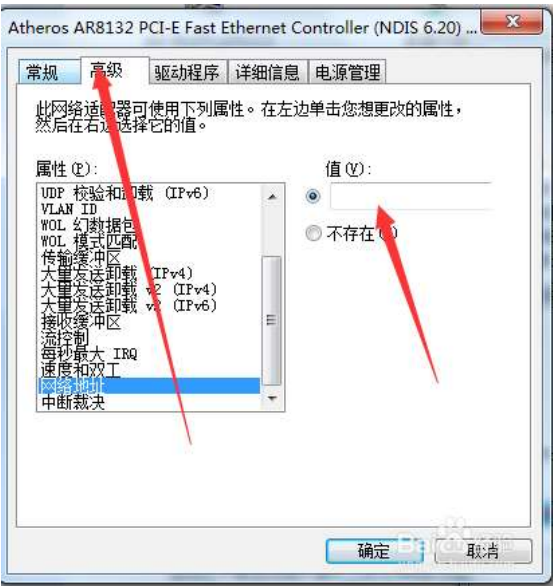 Atheros AR8132 PCI-E Fast Ethernet Controller (NDIS 6.20) ...
常规 高级 驱动程序 详细信息 电源管理
此网络适配器可使用下列属性。在左边单击您想更改的属性，
然后在右边选择它的值。
属性(P):
值(V):
UDP 校验和卸载 (IPv6)
VLAN ID
WOL 幻数据包
WOL 模式匹配
传输缓冲区
大量发送卸载 (IPv4)
大量发送卸载 v2 (IPv4)
大量发送卸载 v2 (IPv6)
接收缓冲区
流控制
每秒最大 IRQ
速度和双工
网络地址
中断裁决
不存在
确定
取消